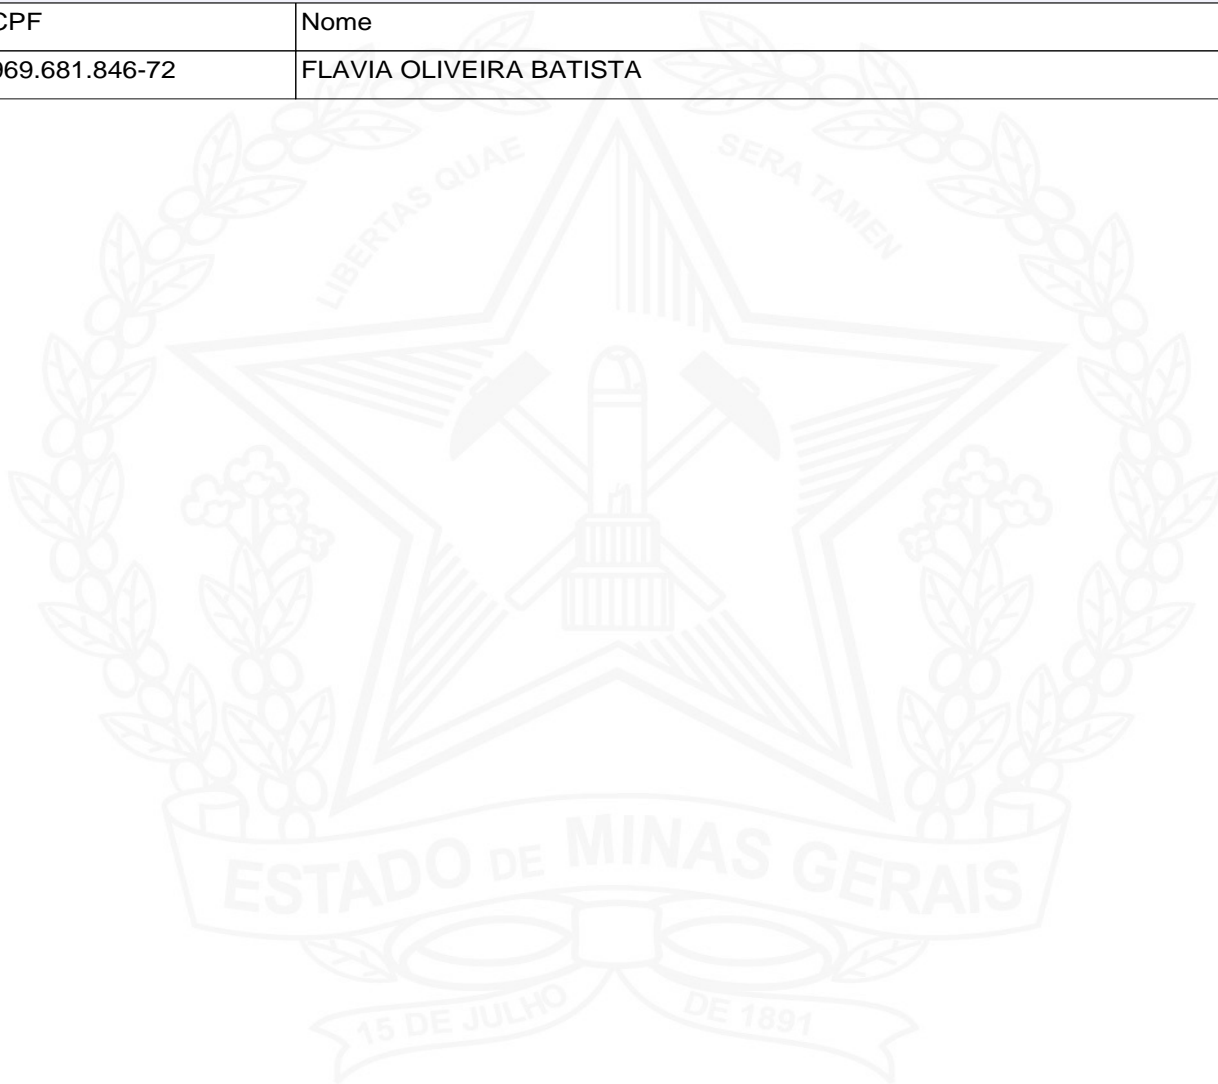 CPF Nome
969.681.846-72 FLAVIA OLIVEIRA BATISTA
LIBERTAS QUAE SERA TAMEN
ESTADO DE MINAS GERAIS
15 DE JULHO DE 1891